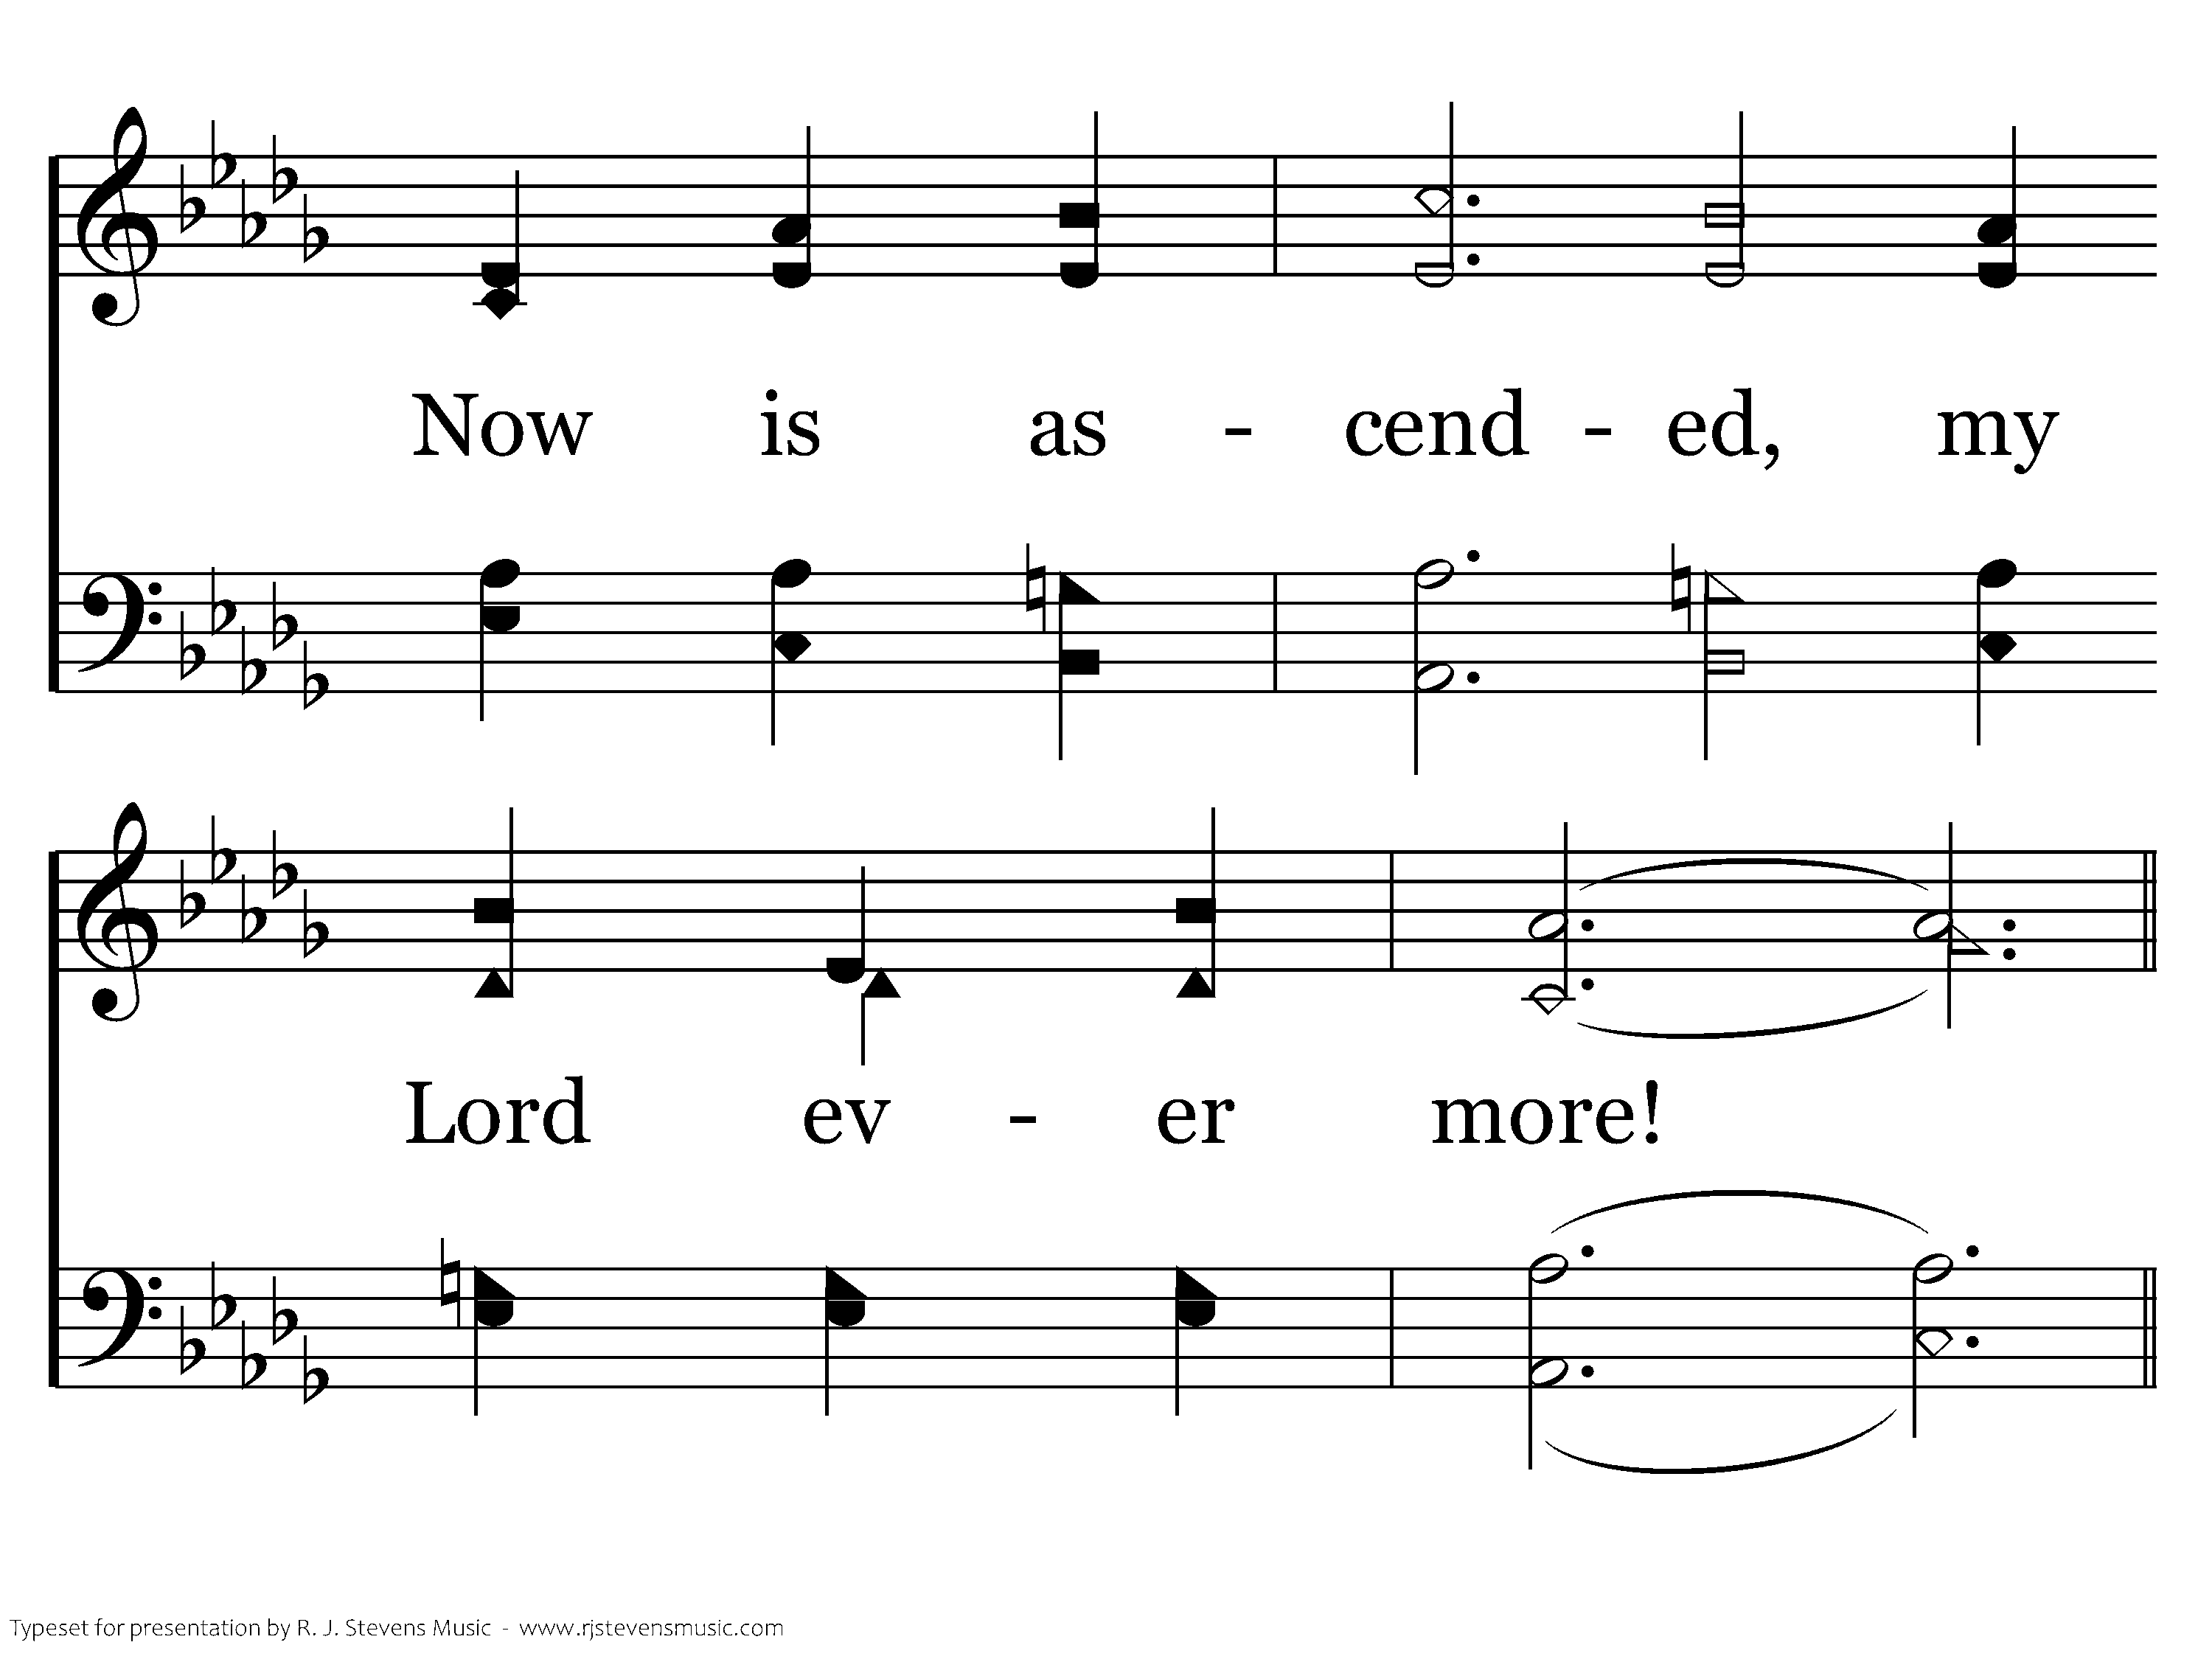 Now is as - cend - ed, my
Lord ev - er more!
Typeset for presentation by R. J. Stevens Music - www.rjstevensmusic.com